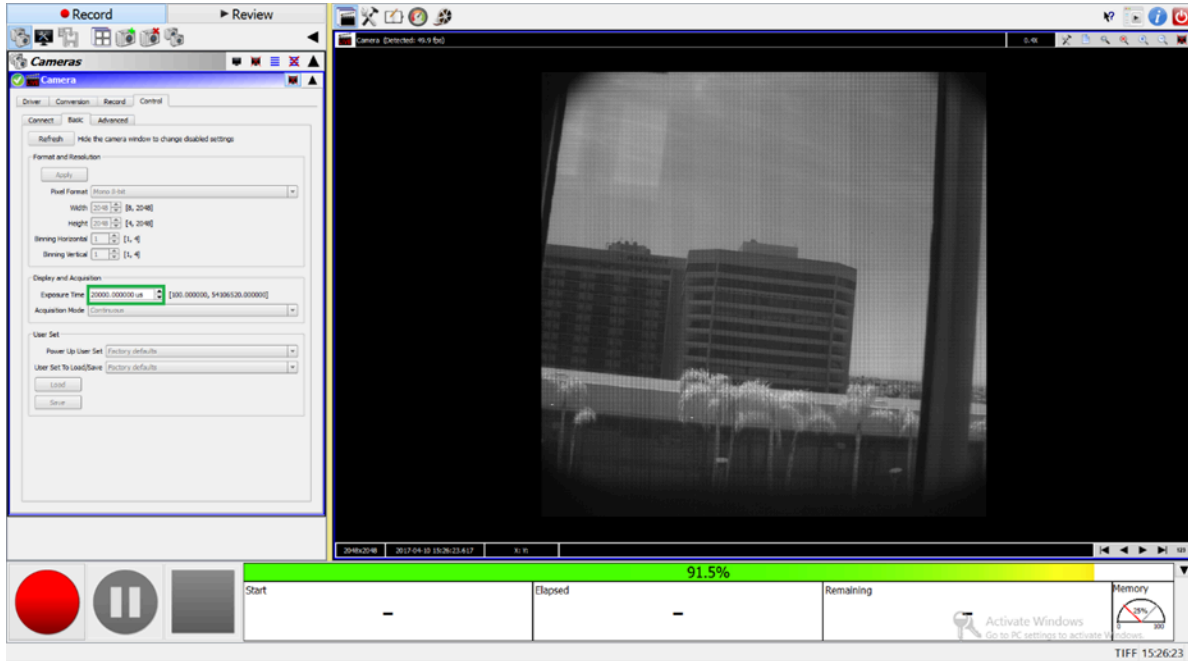 Record
Review
Cameras
Camera
Driver Conversion Record Control
Connect Basic Advanced
Refresh Hide the camera window to change disabled settings
Format and Resolution
Apply
Pixel Format Mono 8-bit
Width 2048 [8, 2048]
Height 2048 [4, 2048]
Binning Horizontal 1 [1, 4]
Binning Vertical 1 [1, 4]
Display and Acquisition
Exposure Time 20000.000000 us [100.000000, 54106520.000000]
Acquisition Mode Continuous
User Set
Power Up User Set Factory defaults
User Set To Load/Save Factory defaults
Load
Save
Camera (Detected: 49.9 fps) 0.4X
2048x2048 2017-04-10 15:26:23.617 X: Y:
91.5%
Start Elapsed Remaining Memory
– – –
25%
0 100
Activate Windows
Go to PC settings to activate Windows.
TIFF 15:26:23